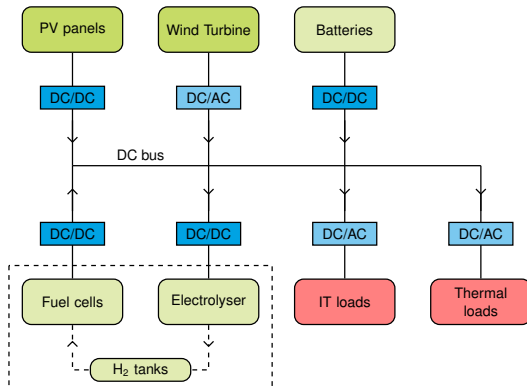 PV panels
Wind Turbine
Batteries
DC/DC
DC/AC
DC/DC
DC bus
DC/DC
DC/DC
DC/AC
DC/AC
Fuel cells
Electrolyser
IT loads
Thermal
loads
H₂ tanks